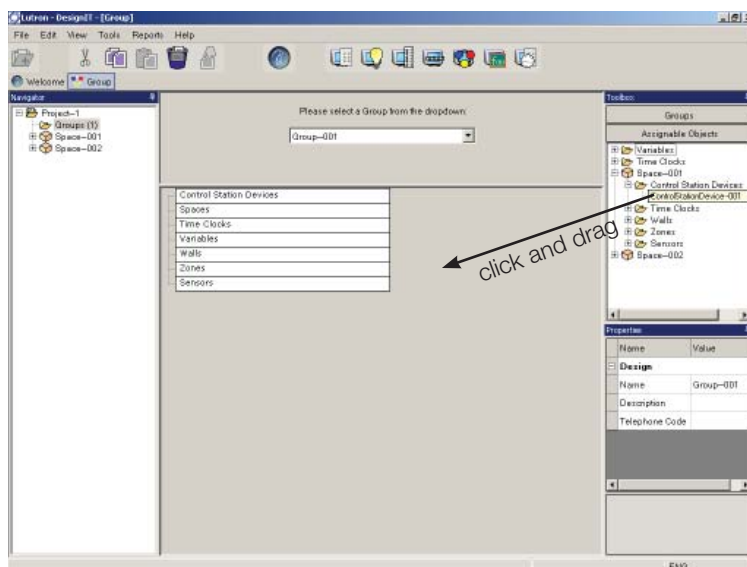 Lutron - DesignIT - [Group]
File Edit View Tools Reports Help
Welcome Group
Navigator
Project-1
Groups (1)
Space-001
Space-002
Please select a Group from the dropdown:
Group-001
Control Station Devices
Spaces
Time Clocks
Variables
Walls
Zones
Sensors
click and drag
Toolbox
Groups
Assignable Objects
Variables
Time Clocks
Space-001
Control Station Devices
ControlStationDevice-001
Time Clocks
Walls
Zones
Sensors
Space-002
Properties
Name Value
Design
Name Group-001
Description
Telephone Code
ENG